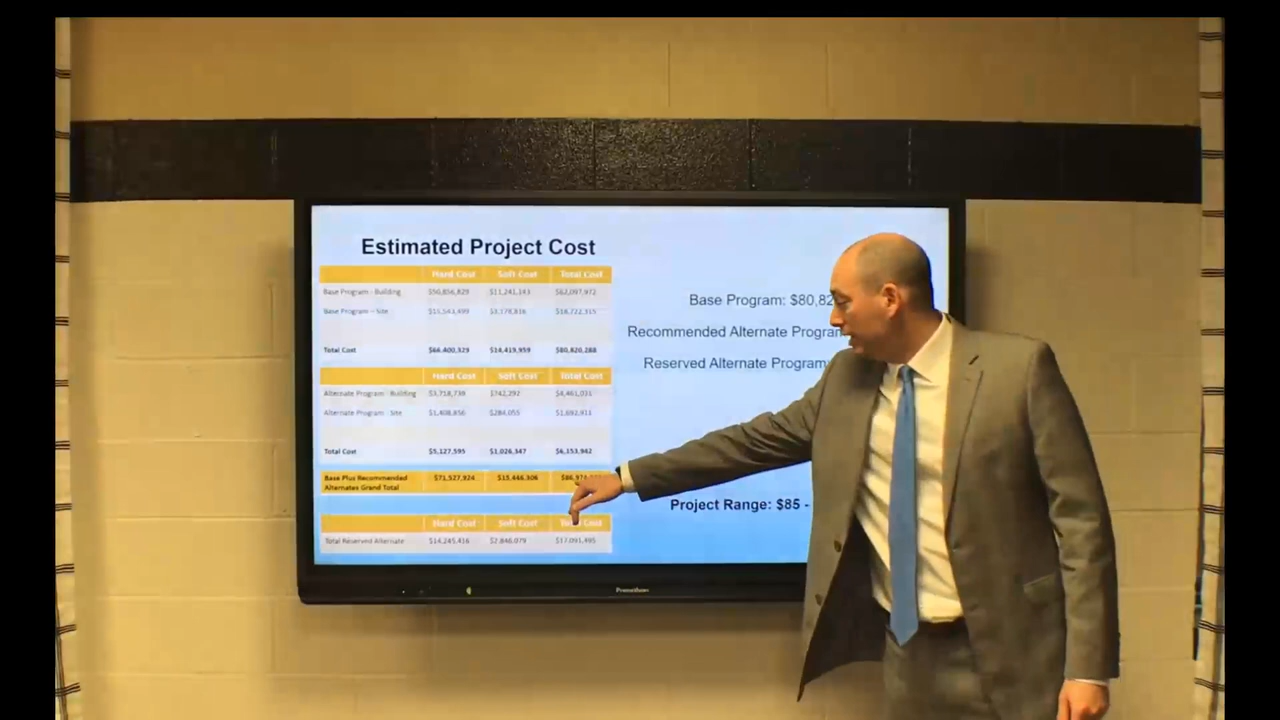 Estimated Project Cost
Hard Cost Soft Cost Total Cost
Base Program - Building $50,856,829 $11,241,143 $62,097,972
Base Program - Site $15,543,499 $3,178,816 $18,722,315
Total Cost $66,400,329 $14,419,959 $80,820,288
Hard Cost Soft Cost Total Cost
Alternate Program - Building $3,718,739 $742,292 $4,461,031
Alternate Program - Site $1,408,856 $284,055 $1,692,911
Total Cost $5,127,595 $1,026,347 $6,153,942
Base Plus Recommended $71,527,924 $15,446,306
Alternates Grand Total
Hard Cost Soft Cost Total Cost
Total Reserved Alternate $14,245,416 $2,846,079 $17,091,495
Base Program: $80,82
Recommended Alternate Program
Reserved Alternate Program:
Project Range: $85 -
Promethean